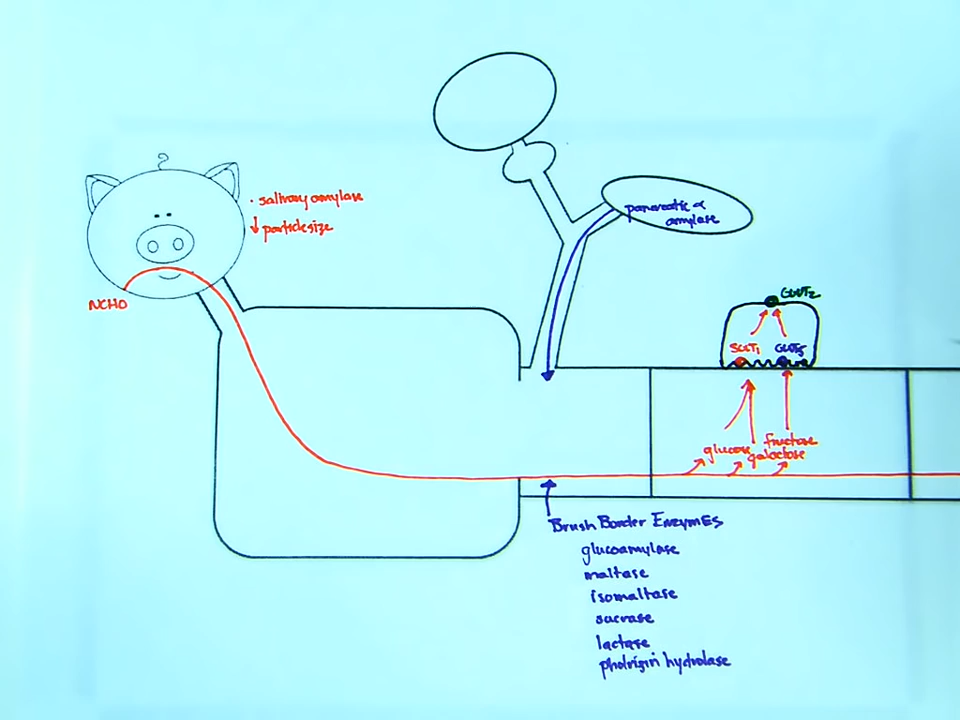 · salivary amylase
↓ particle size
NCHO
pancreatic α
amylase
GLUT2
SGLT1 GLUT5
glucose fructose
galactose
Brush Border EnzymEs
glucoamylase
maltase
isomaltase
sucrase
lactase
phlorizin hydrolase